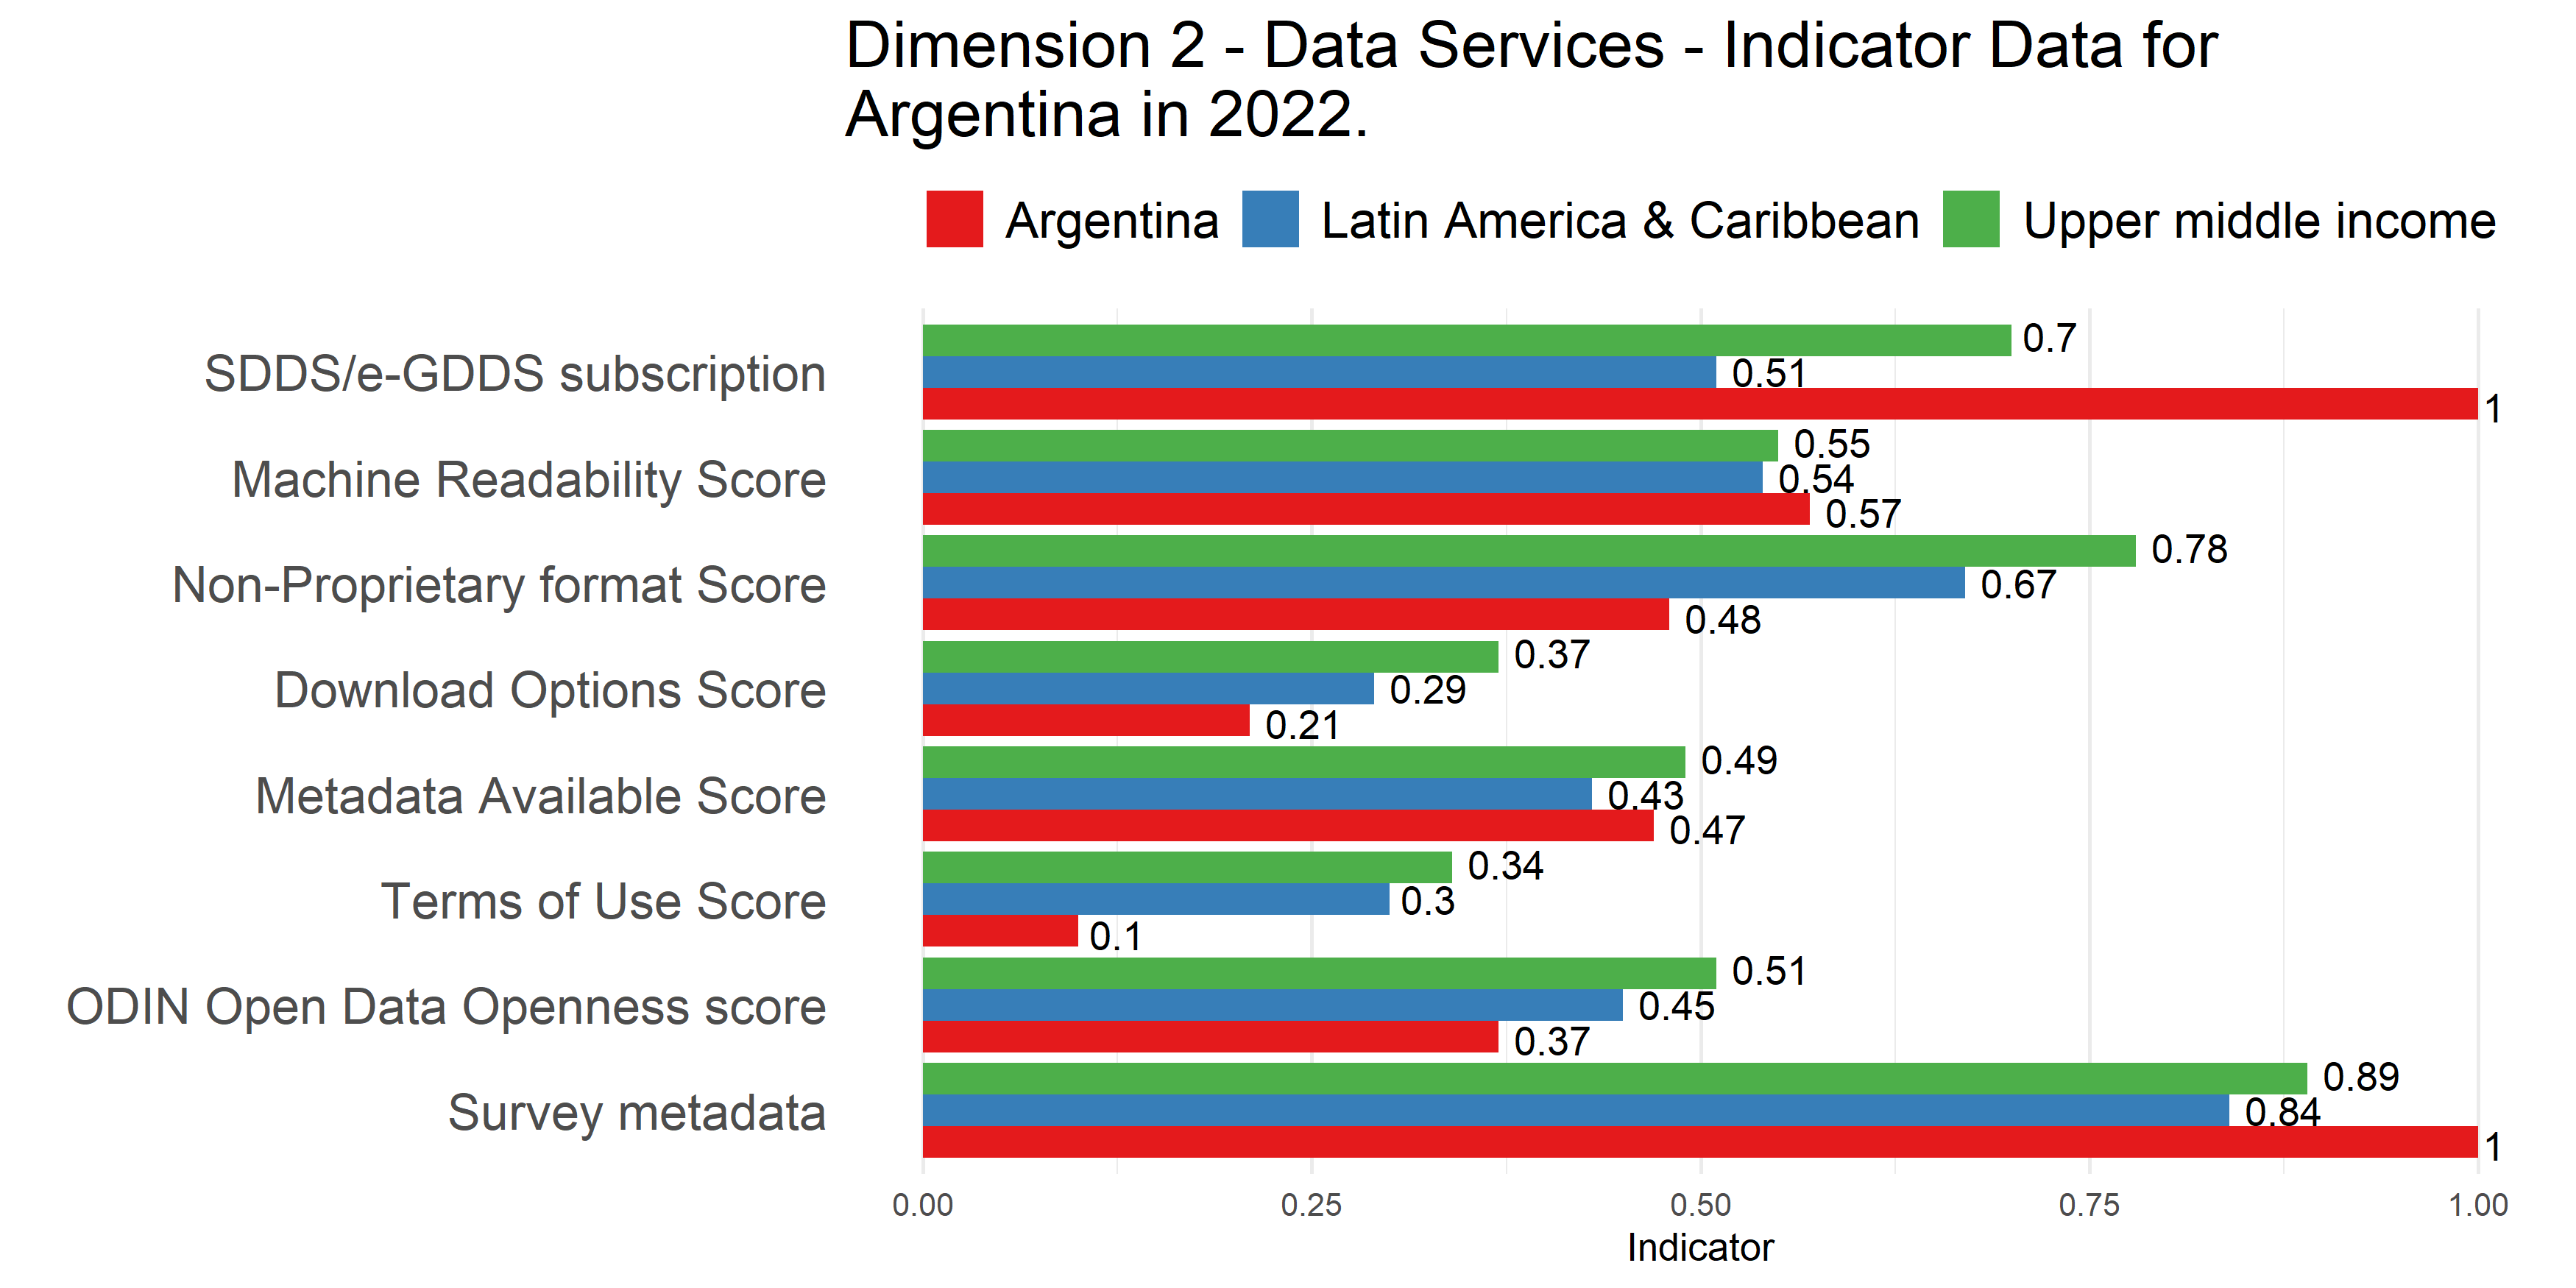 Dimension 2 - Data Services - Indicator Data for
Argentina in 2022.
Argentina Latin America & Caribbean Upper middle income
SDDS/e-GDDS subscription
0.7
0.51
1
Machine Readability Score
0.55
0.54
0.57
Non-Proprietary format Score
0.78
0.67
0.48
Download Options Score
0.37
0.29
0.21
Metadata Available Score
0.49
0.43
0.47
Terms of Use Score
0.34
0.3
0.1
ODIN Open Data Openness score
0.51
0.45
0.37
Survey metadata
0.89
0.84
1
0.00 0.25 0.50 0.75 1.00
Indicator